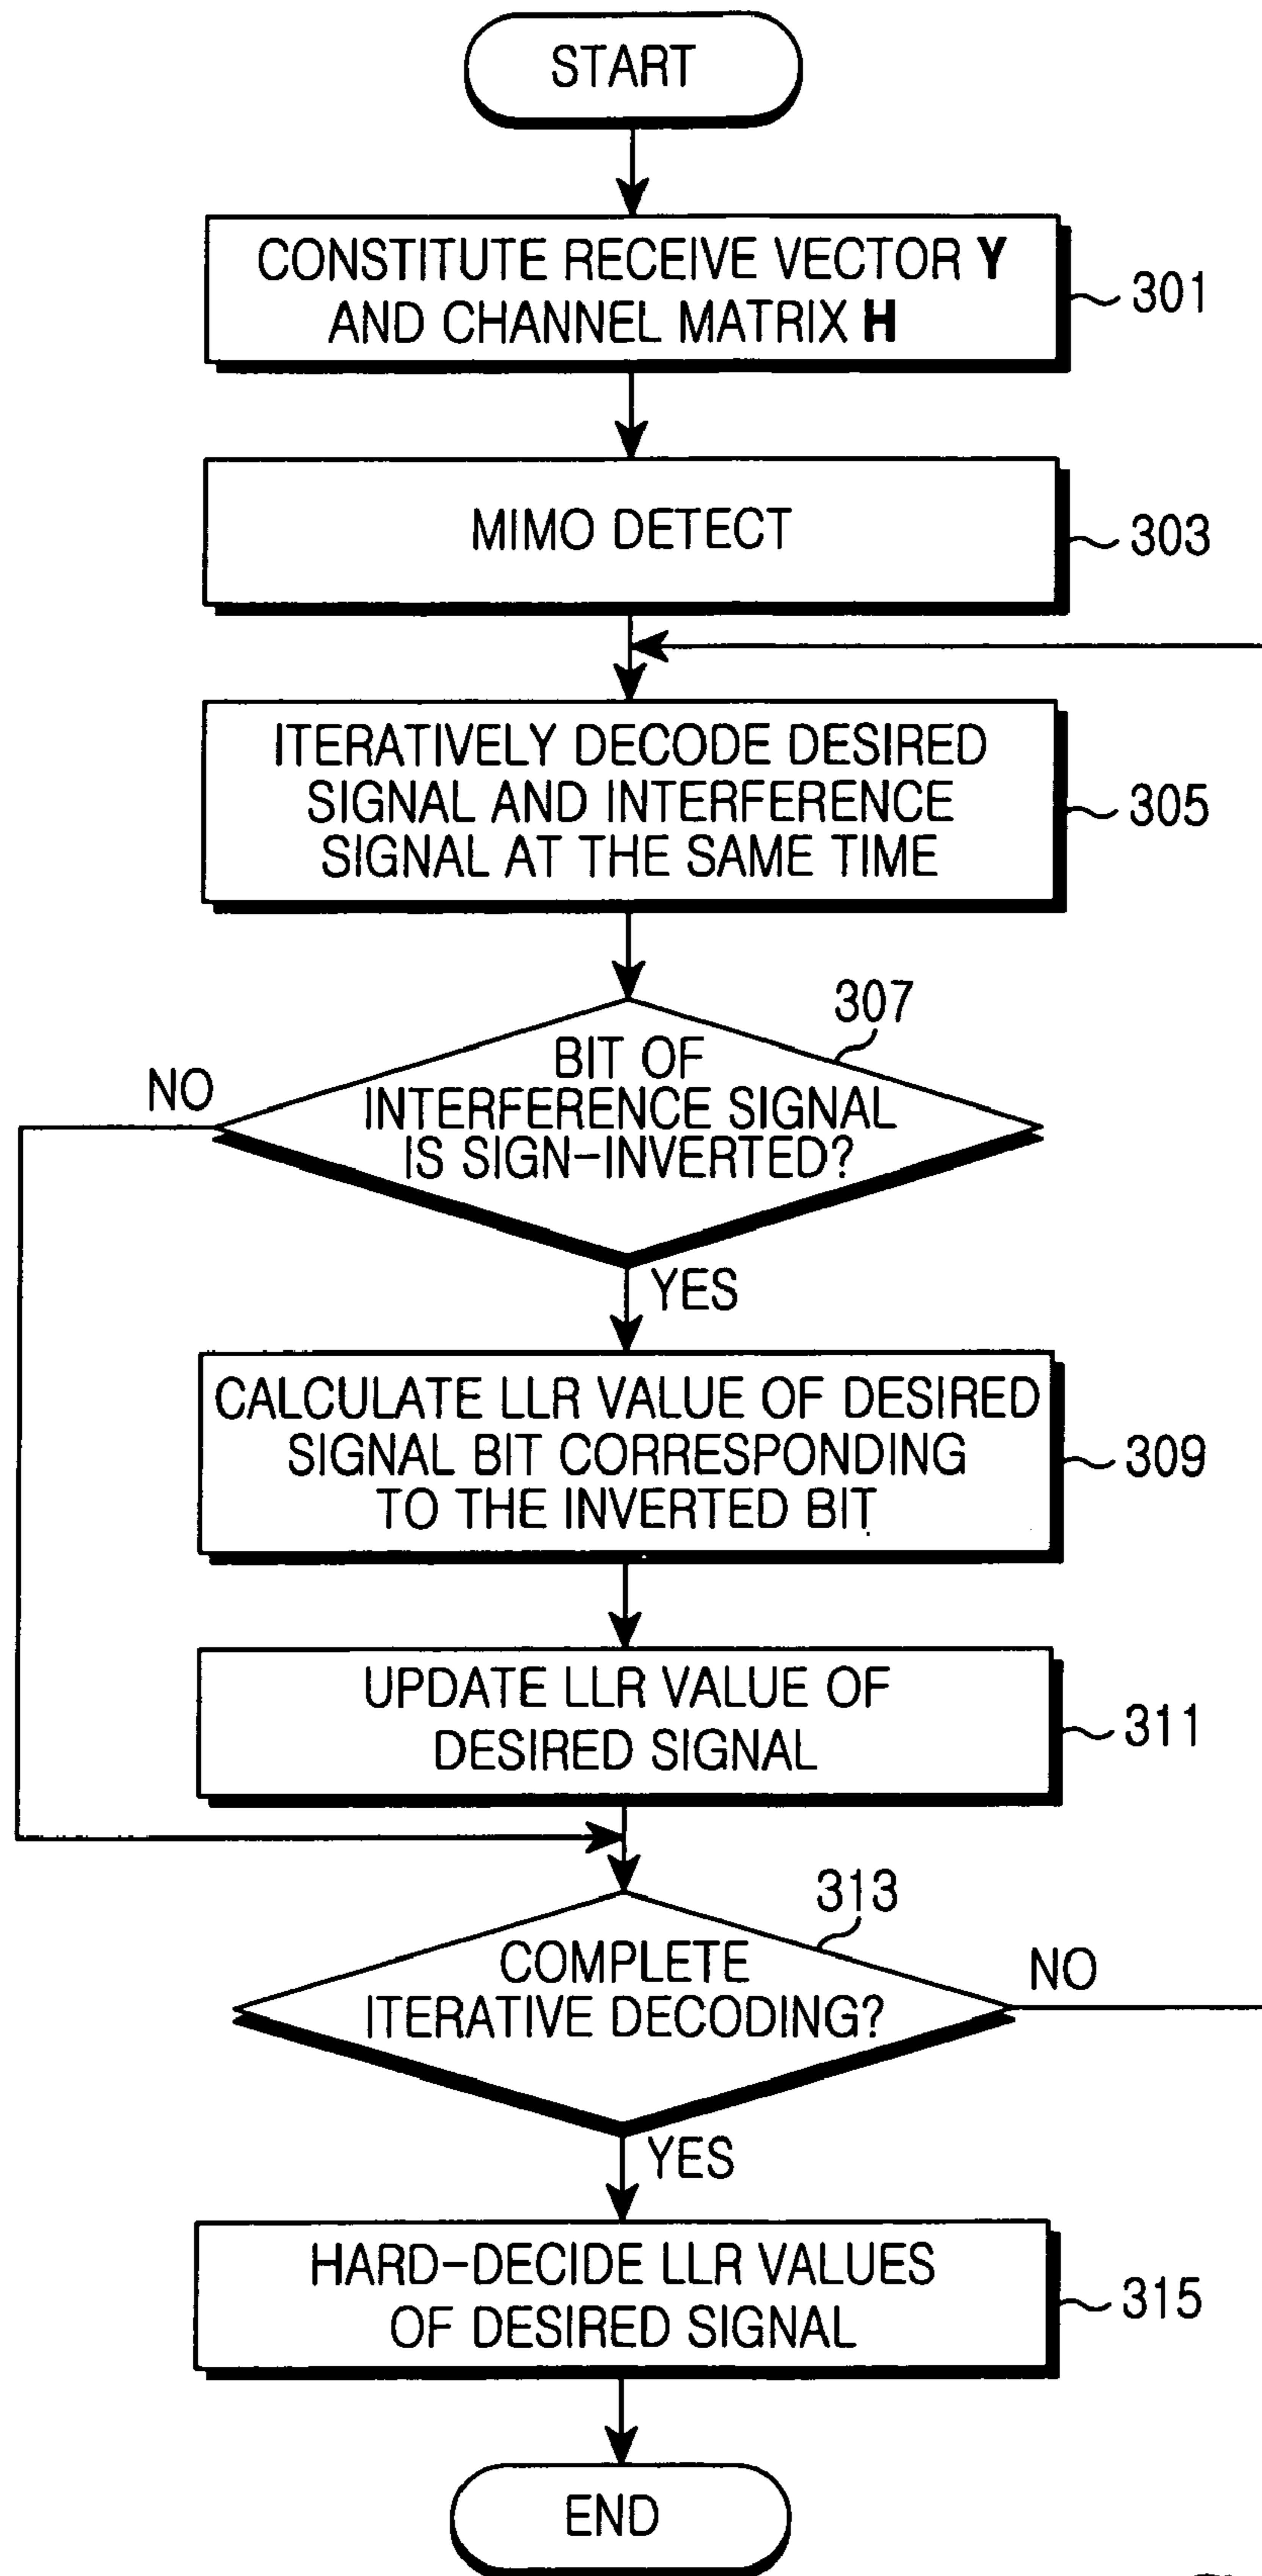 START
CONSTITUTE RECEIVE VECTOR Y
AND CHANNEL MATRIX H
301
MIMO DETECT
303
ITERATIVELY DECODE DESIRED
SIGNAL AND INTERFERENCE
SIGNAL AT THE SAME TIME
305
307
BIT OF
INTERFERENCE SIGNAL
IS SIGN-INVERTED?
NO
YES
CALCULATE LLR VALUE OF DESIRED
SIGNAL BIT CORRESPONDING
TO THE INVERTED BIT
309
UPDATE LLR VALUE OF
DESIRED SIGNAL
311
313
COMPLETE
ITERATIVE DECODING?
NO
YES
HARD-DECIDE LLR VALUES
OF DESIRED SIGNAL
315
END